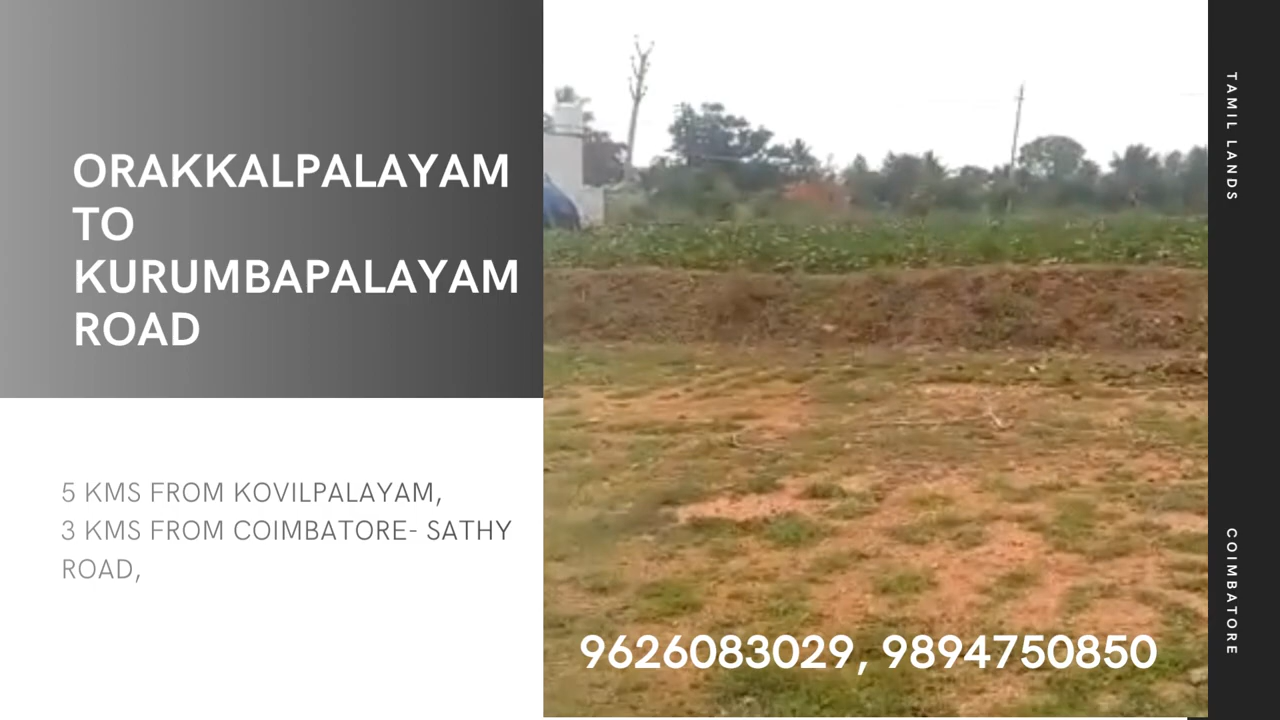 ORAKKALPALAYAM
TO
KURUMBAPALAYAM
ROAD
5 KMS FROM KOVILPALAYAM,
3 KMS FROM COIMBATORE- SATHY
ROAD,
9626083029, 9894750850
TAMIL LANDS
COIMBATORE